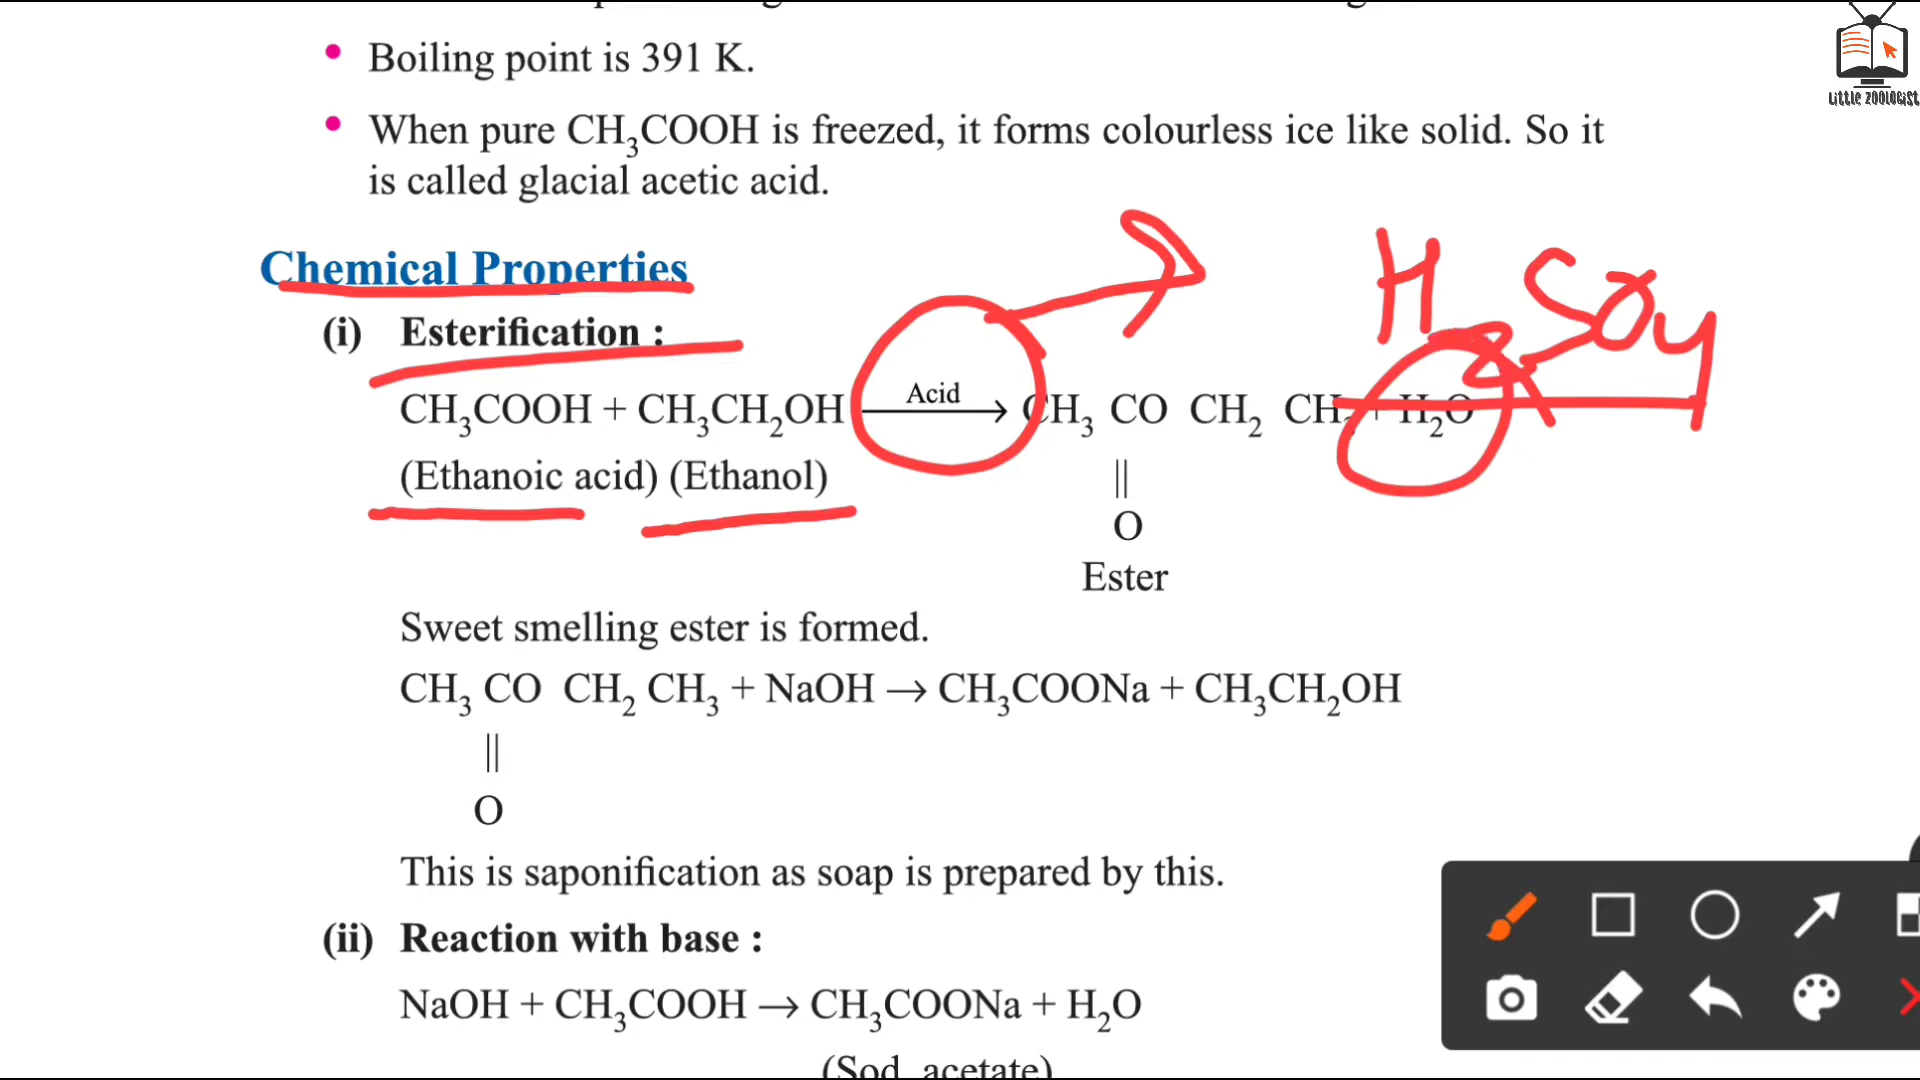 Boiling point is 391 K.
When pure CH₃COOH is freezed, it forms colourless ice like solid. So it
is called glacial acetic acid.
LITTLE ZOOLOGIST
Chemical Properties
H₂SO₄
(i) Esterification :
CH₃COOH + CH₃CH₂OH Acid → CH₃ CO CH₂ CH₃ + H₂O
(Ethanoic acid) (Ethanol)
||
O
Ester
Sweet smelling ester is formed.
CH₃ CO CH₂ CH₃ + NaOH → CH₃COONa + CH₃CH₂OH
||
O
This is saponification as soap is prepared by this.
(ii) Reaction with base :
NaOH + CH₃COOH → CH₃COONa + H₂O
(Sod. acetate)